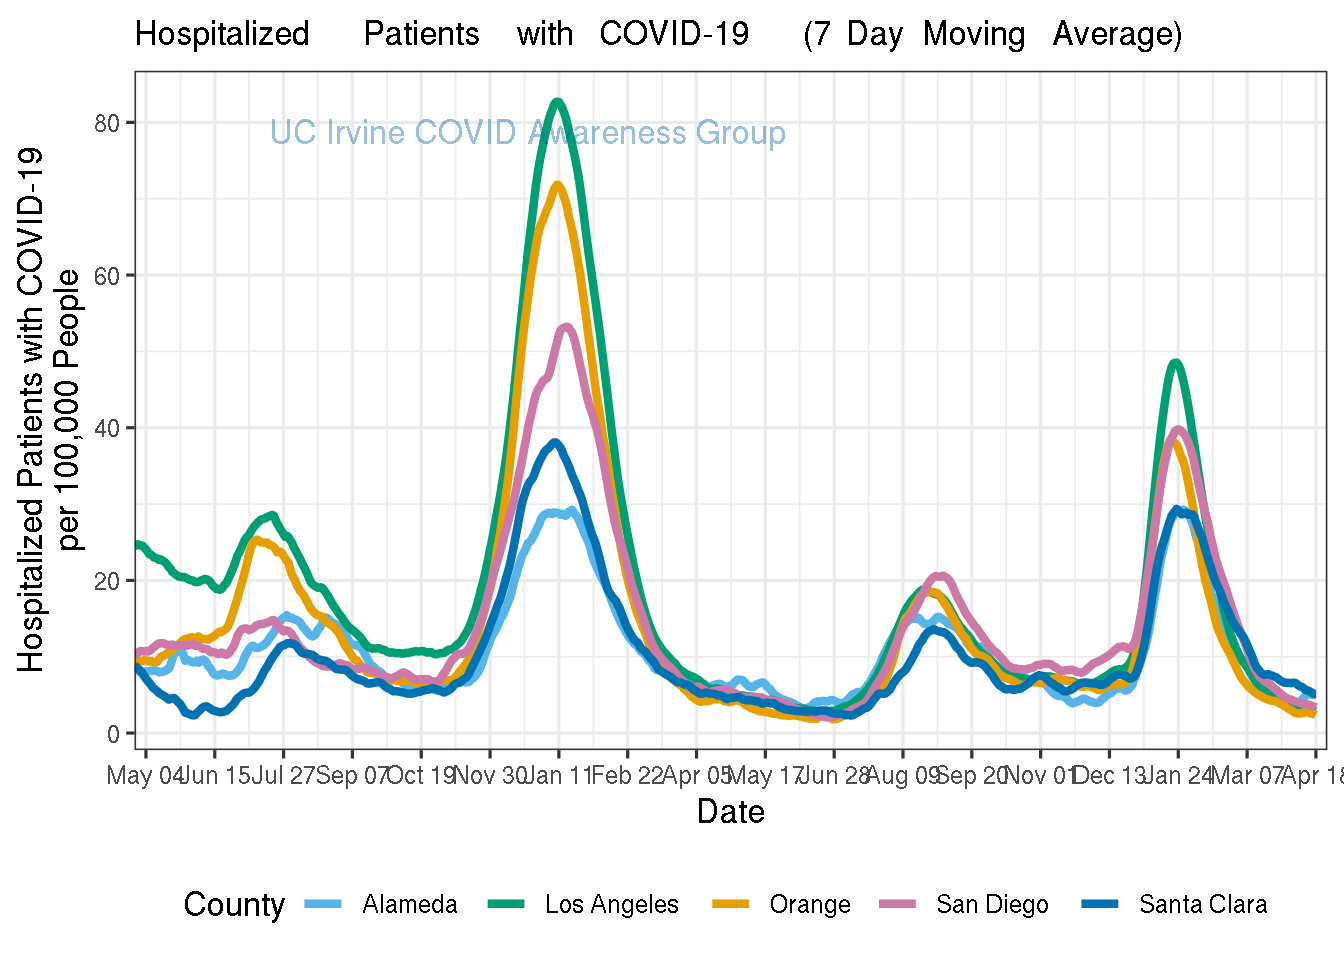 Hospitalized Patients with COVID-19 (7 Day Moving Average)
UC Irvine COVID Awareness Group
Hospitalized Patients with COVID-19
per 100,000 People
80
60
40
20
0
May 04 Jun 15 Jul 27 Sep 07 Oct 19 Nov 30 Jan 11 Feb 22 Apr 05 May 17 Jun 28 Aug 09 Sep 20 Nov 01 Dec 13 Jan 24 Mar 07 Apr 18
Date
County Alameda Los Angeles Orange San Diego Santa Clara